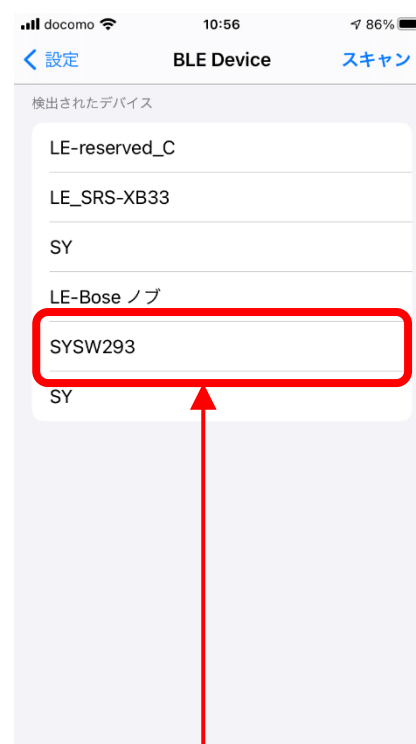 docomo 10:56 86%
設定 BLE Device スキャン
検出されたデバイス
LE-reserved_C
LE_SRS-XB33
SY
LE-Bose ノブ
SYSW293
SY